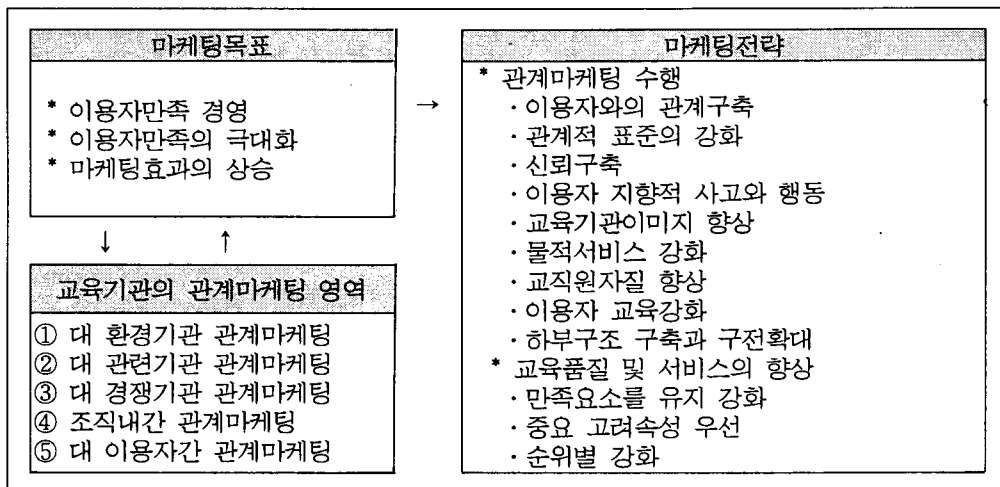 마케팅목표
* 이용자만족 경영
* 이용자만족의 극대화
* 마케팅효과의 상승
→
↓ ↑
교육기관의 관계마케팅 영역
① 대 환경기관 관계마케팅
② 대 관련기관 관계마케팅
③ 대 경쟁기관 관계마케팅
④ 조직내간 관계마케팅
⑤ 대 이용자간 관계마케팅
마케팅전략
* 관계마케팅 수행
· 이용자와의 관계구축
· 관계적 표준의 강화
· 신뢰구축
· 이용자 지향적 사고와 행동
· 교육기관이미지 향상
· 물적서비스 강화
· 교직원자질 향상
· 이용자 교육강화
· 하부구조 구축과 구전확대
* 교육품질 및 서비스의 향상
· 만족요소를 유지 강화
· 중요 고려속성 우선
· 순위별 강화